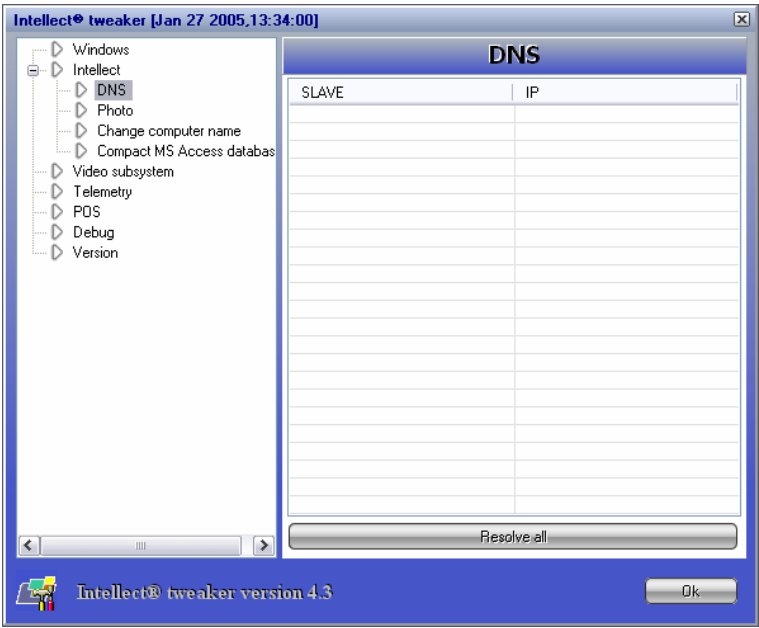 Intellect® tweaker [Jan 27 2005,13:34:00]
Windows
Intellect
DNS
Photo
Change computer name
Compact MS Access databas
Video subsystem
Telemetry
POS
Debug
Version
DNS
SLAVE IP
Resolve all
Intellect® tweaker version 4.3
Ok